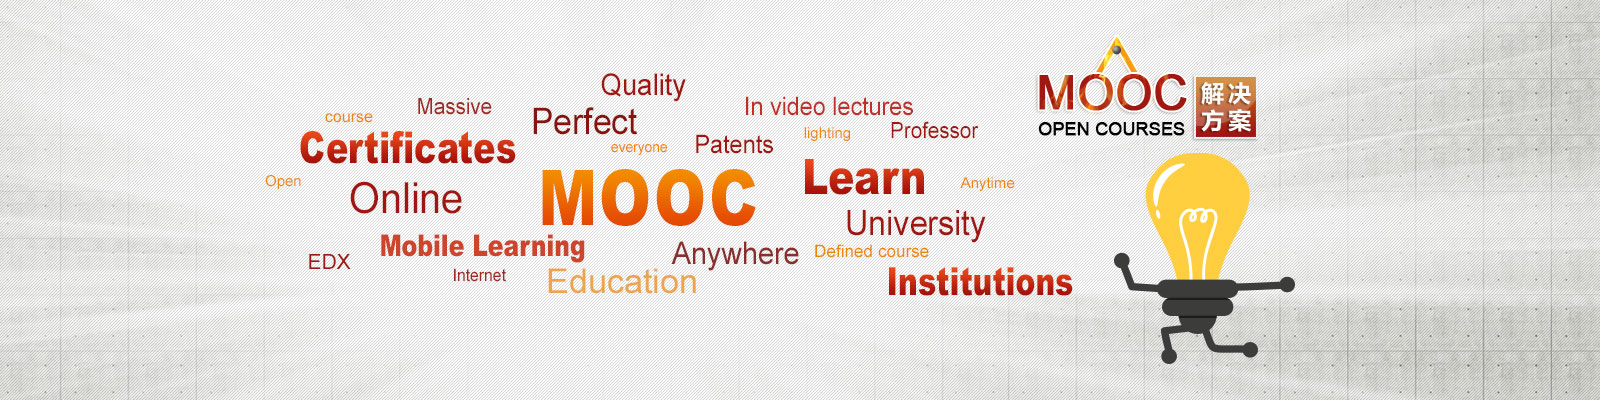 Quality
Massive
In video lectures
course
Perfect
lighting
Professor
Certificates
everyone
Patents
Open
Online
MOOC
Learn
Anytime
University
Mobile Learning
Anywhere
Defined course
EDX
Internet
Education
Institutions
MOOC
OPEN COURSES
解决
方案